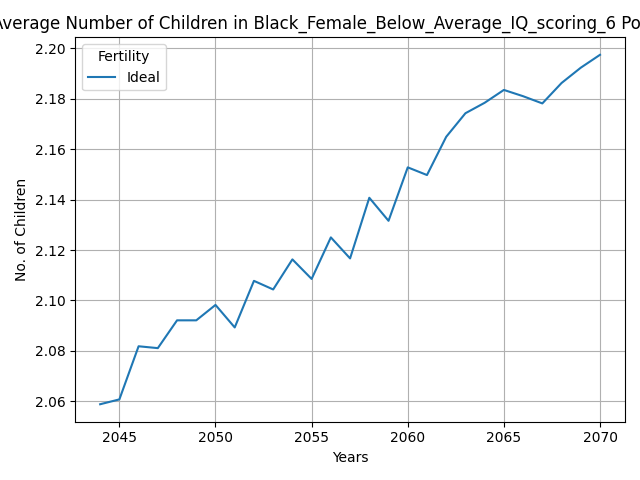 Average Number of Children in Black_Female_Below_Average_IQ_scoring_6 Po
Fertility
Ideal
No. of Children
2.20
2.18
2.16
2.14
2.12
2.10
2.08
2.06
2045 2050 2055 2060 2065 2070
Years